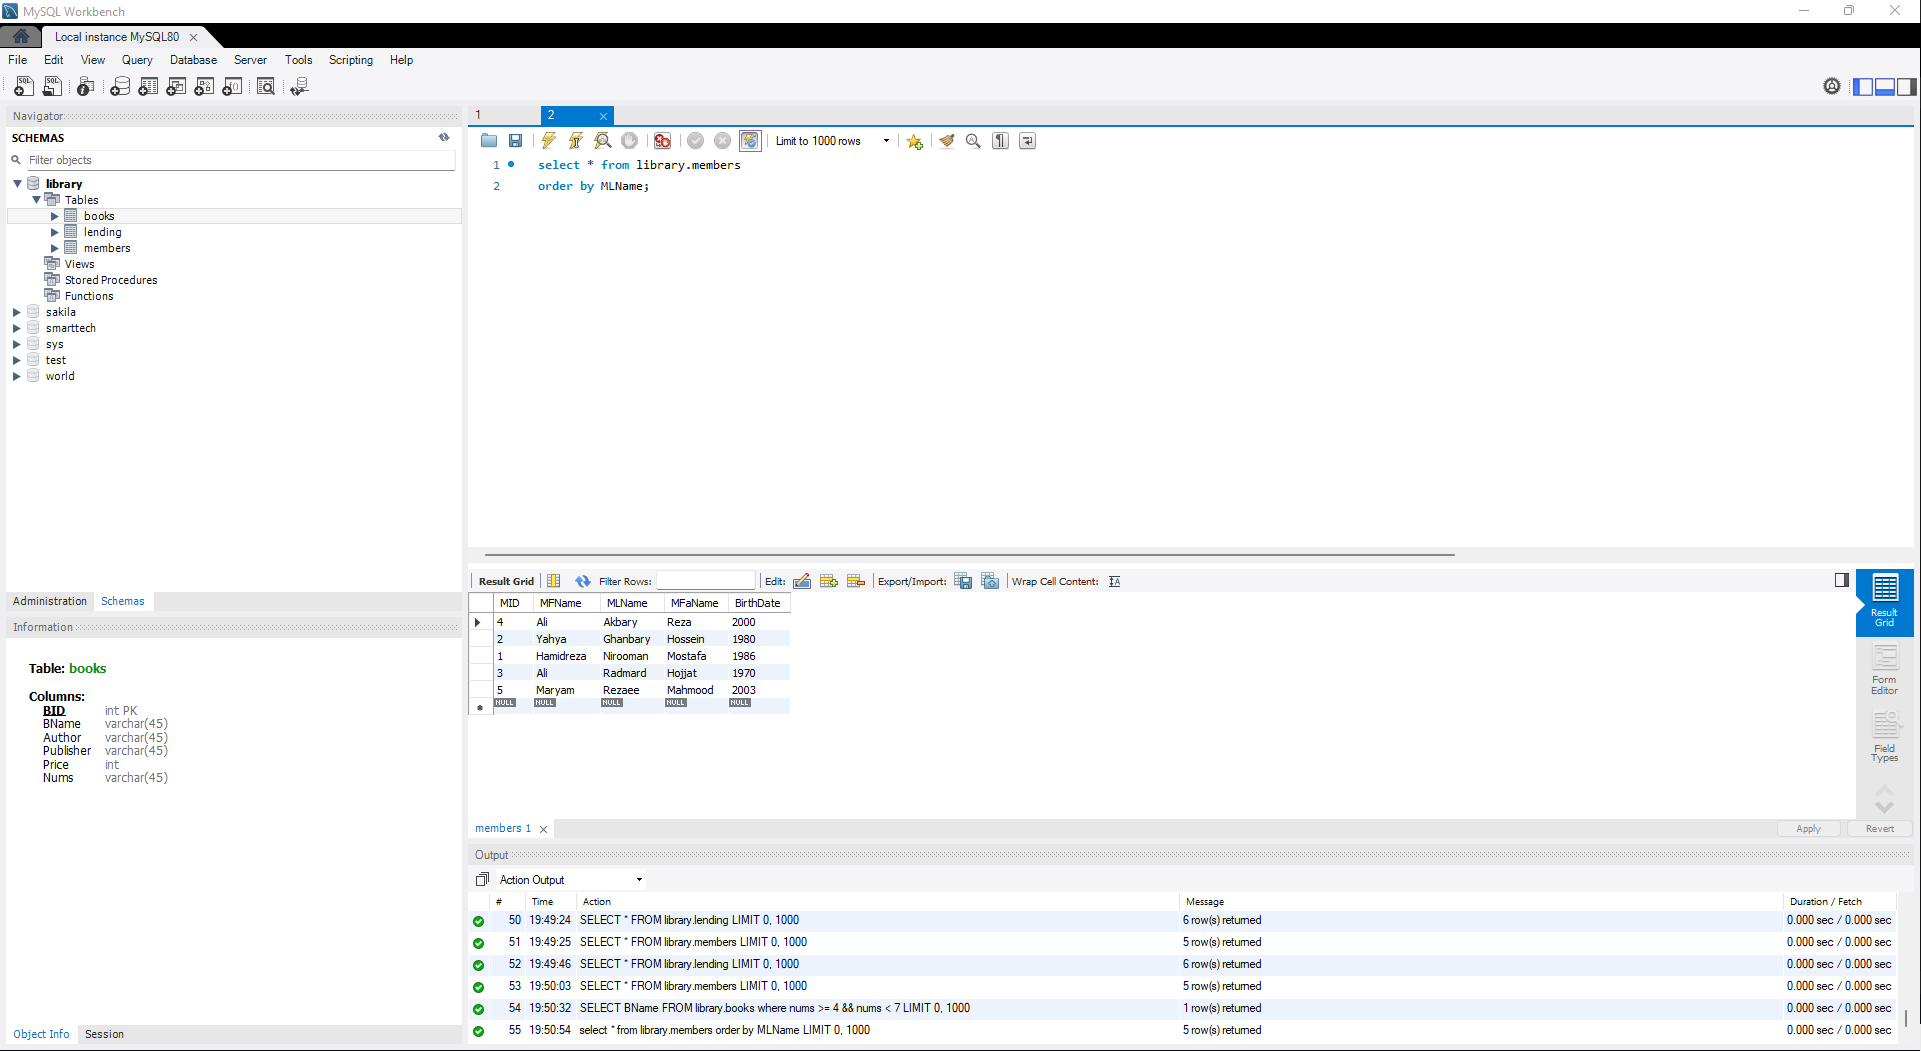 MySQL Workbench
Local instance MySQL80
File Edit View Query Database Server Tools Scripting Help
Navigator
SCHEMAS
Filter objects
library
Tables
books
lending
members
Views
Stored Procedures
Functions
sakila
smarttech
sys
test
world
Administration Schemas
Information
Table: books
Columns:
BID int PK
BName varchar(45)
Author varchar(45)
Publisher varchar(45)
Price int
Nums varchar(45)
Object Info Session
1 2
Limit to 1000 rows
1 select * from library.members
2 order by MLName;
Result Grid Filter Rows: Edit: Export/Import: Wrap Cell Content:
MID MFName MLName MFaName BirthDate
4 Ali Akbary Reza 2000
2 Yahya Ghanbary Hossein 1980
1 Hamidreza Nirooman Mostafa 1986
3 Ali Radmard Hojjat 1970
5 Maryam Rezaee Mahmood 2003
NULL NULL NULL NULL NULL
Result
Grid
Form
Editor
Field
Types
members 1
Apply Revert
Output
Action Output
# Time Action Message Duration / Fetch
50 19:49:24 SELECT * FROM library.lending LIMIT 0, 1000 6 row(s) returned 0.000 sec / 0.000 sec
51 19:49:25 SELECT * FROM library.members LIMIT 0, 1000 5 row(s) returned 0.000 sec / 0.000 sec
52 19:49:46 SELECT * FROM library.lending LIMIT 0, 1000 6 row(s) returned 0.000 sec / 0.000 sec
53 19:50:03 SELECT * FROM library.members LIMIT 0, 1000 5 row(s) returned 0.000 sec / 0.000 sec
54 19:50:32 SELECT BName FROM library.books where nums >= 4 && nums < 7 LIMIT 0, 1000 1 row(s) returned 0.000 sec / 0.000 sec
55 19:50:54 select * from library.members order by MLName LIMIT 0, 1000 5 row(s) returned 0.000 sec / 0.000 sec